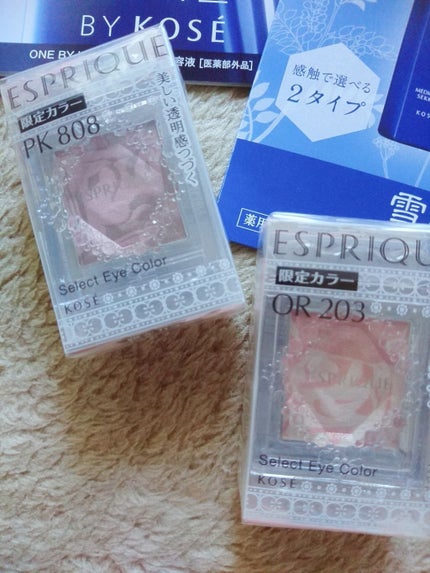 BY KOSÉ
ONE BY
容液 [医薬部外品]
感触で選べる
2タイプ
KOS
薬用
雪
ESPRIQUE
限定カラー
PK 808
美しい透明感つづく
ESPRIQUE
Select Eye Color
KOSÉ
ESPRIQU
限定カラー
OR 203
ESPRIQUE
Select Eye Color
KOSÉ